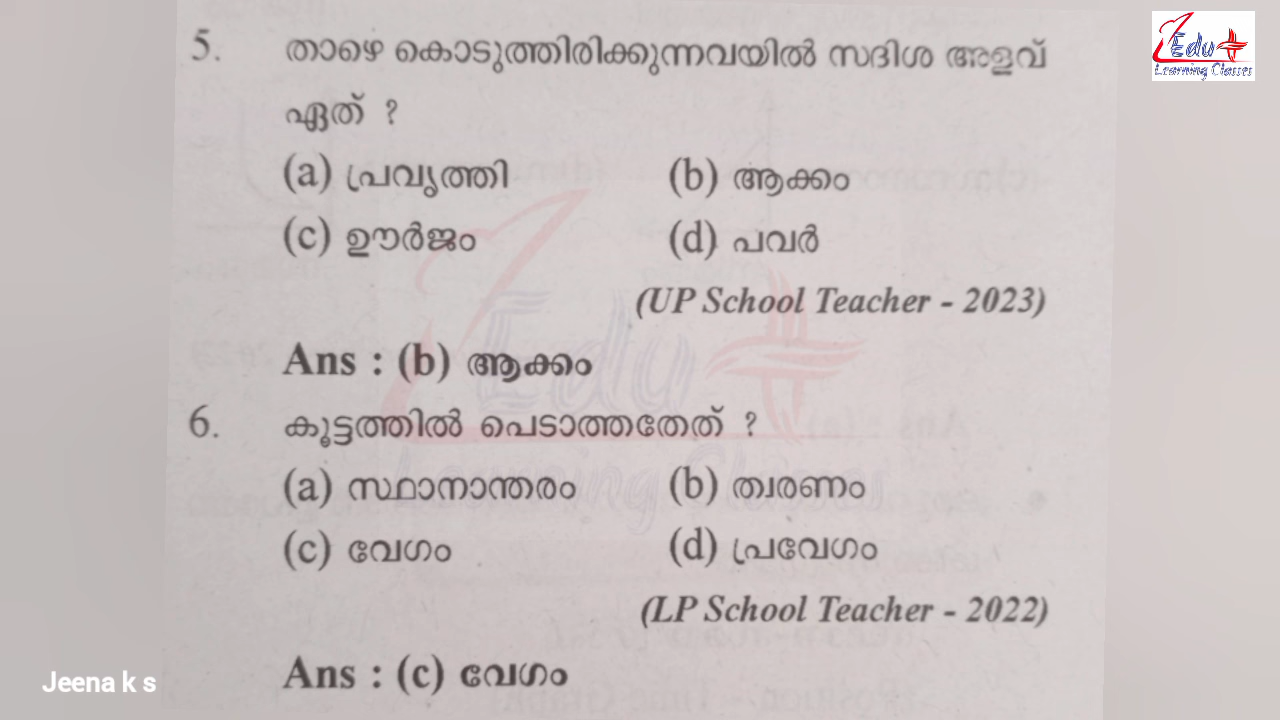 Edu+
Learning Classes
5. താഴെ കൊടുത്തിരിക്കുന്നവയിൽ സദിശ അളവ്
ഏത് ?
(a) പ്രവൃത്തി (b) ആക്കം
(c) ഊർജം (d) പവർ
(UP School Teacher - 2023)
Ans : (b) ആക്കം
6. കൂട്ടത്തിൽ പെടാത്തതേത് ?
(a) സ്ഥാനാന്തരം (b) ത്വരണം
(c) വേഗം (d) പ്രവേഗം
(LP School Teacher - 2022)
Ans : (c) വേഗം
Jeena k s